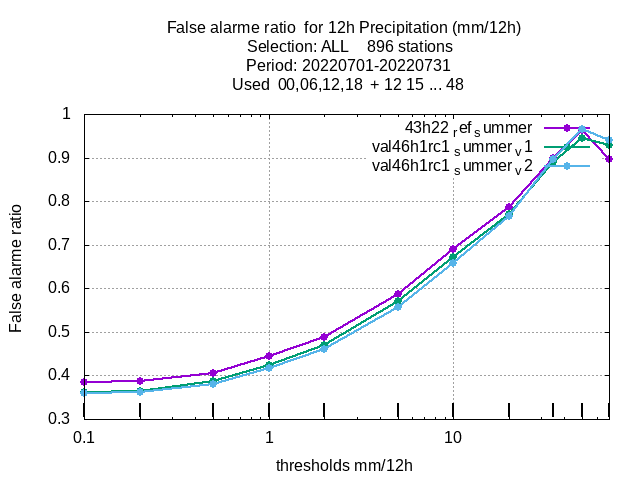 False alarme ratio  for 12h Precipitation (mm/12h)
Selection: ALL    896 stations
Period: 20220701-20220731
Used  00,06,12,18  + 12 15 ... 48
1
0.9
0.8
0.7
0.6
0.5
0.4
0.3
43h22 ref summer
val46h1rc1 summer v1
val46h1rc1 summer v2
False alarme ratio
0.1
1
10
thresholds mm/12h